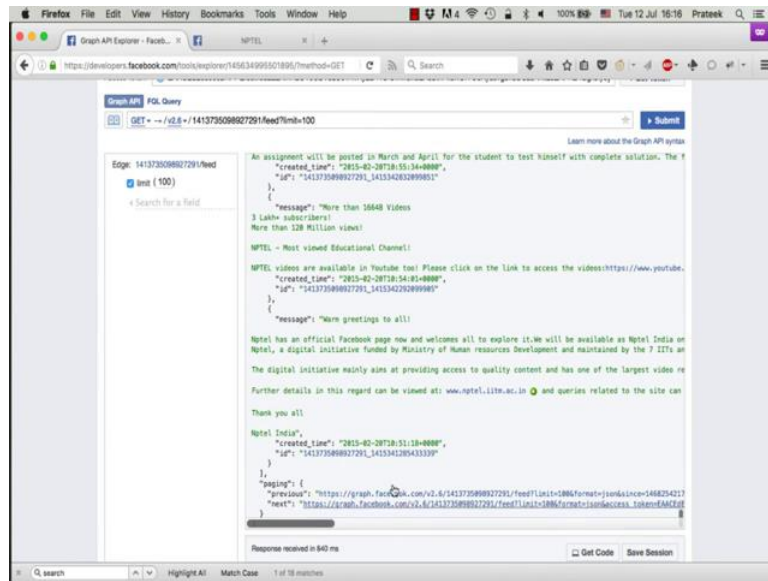 Firefox File Edit View History Bookmarks Tools Window Help 4 100% Tue 12 Jul 16:16 Prateek
Graph API Explorer - Faceb... × NPTEL × +
https://developers.facebook.com/tools/explorer/145634995501895/?method=GET Search
Graph API FQL Query
GET → /v2.6 /1413735098927291/feed?limit=100 Submit
Learn more about the Graph API syntax
Edge: 1413735098927291/feed
limit (100)
Search for a field
An assignment will be posted in March and April for the student to test himself with complete solution. The f
"created_time": "2015-02-20T10:55:34+0000",
"id": "1413735098927291_1415342832099851"
},
{
"message": "More than 16648 Videos
3 Lakh+ subscribers!
More than 120 Million views!
NPTEL - Most viewed Educational Channel!
NPTEL videos are available in Youtube too! Please click on the link to access the videos:https://www.youtube.
"created_time": "2015-02-20T10:54:01+0000",
"id": "1413735098927291_1415342292099905"
},
{
"message": "Warm greetings to all!
Nptel has an official Facebook page now and welcomes all to explore it.We will be available as Nptel India on
Nptel, a digital initiative funded by Ministry of Human resources Development and maintained by the 7 IITs an
The digital initiative mainly aims at providing access to quality content and has one of the largest video re
Further details in this regard can be viewed at: www.nptel.iitm.ac.in and queries related to the site can
Thank you all
Nptel India",
"created_time": "2015-02-20T10:51:18+0000",
"id": "1413735098927291_1415341285433339"
}
],
"paging": {
"previous": "https://graph.facebook.com/v2.6/1413735098927291/feed?limit=100&format=json&since=1468254217
"next": "https://graph.facebook.com/v2.6/1413735098927291/feed?limit=100&format=json&access_token=EAACEdE
}
Response received in 640 ms
Get Code Save Session
× search Highlight All Match Case 1 of 18 matches